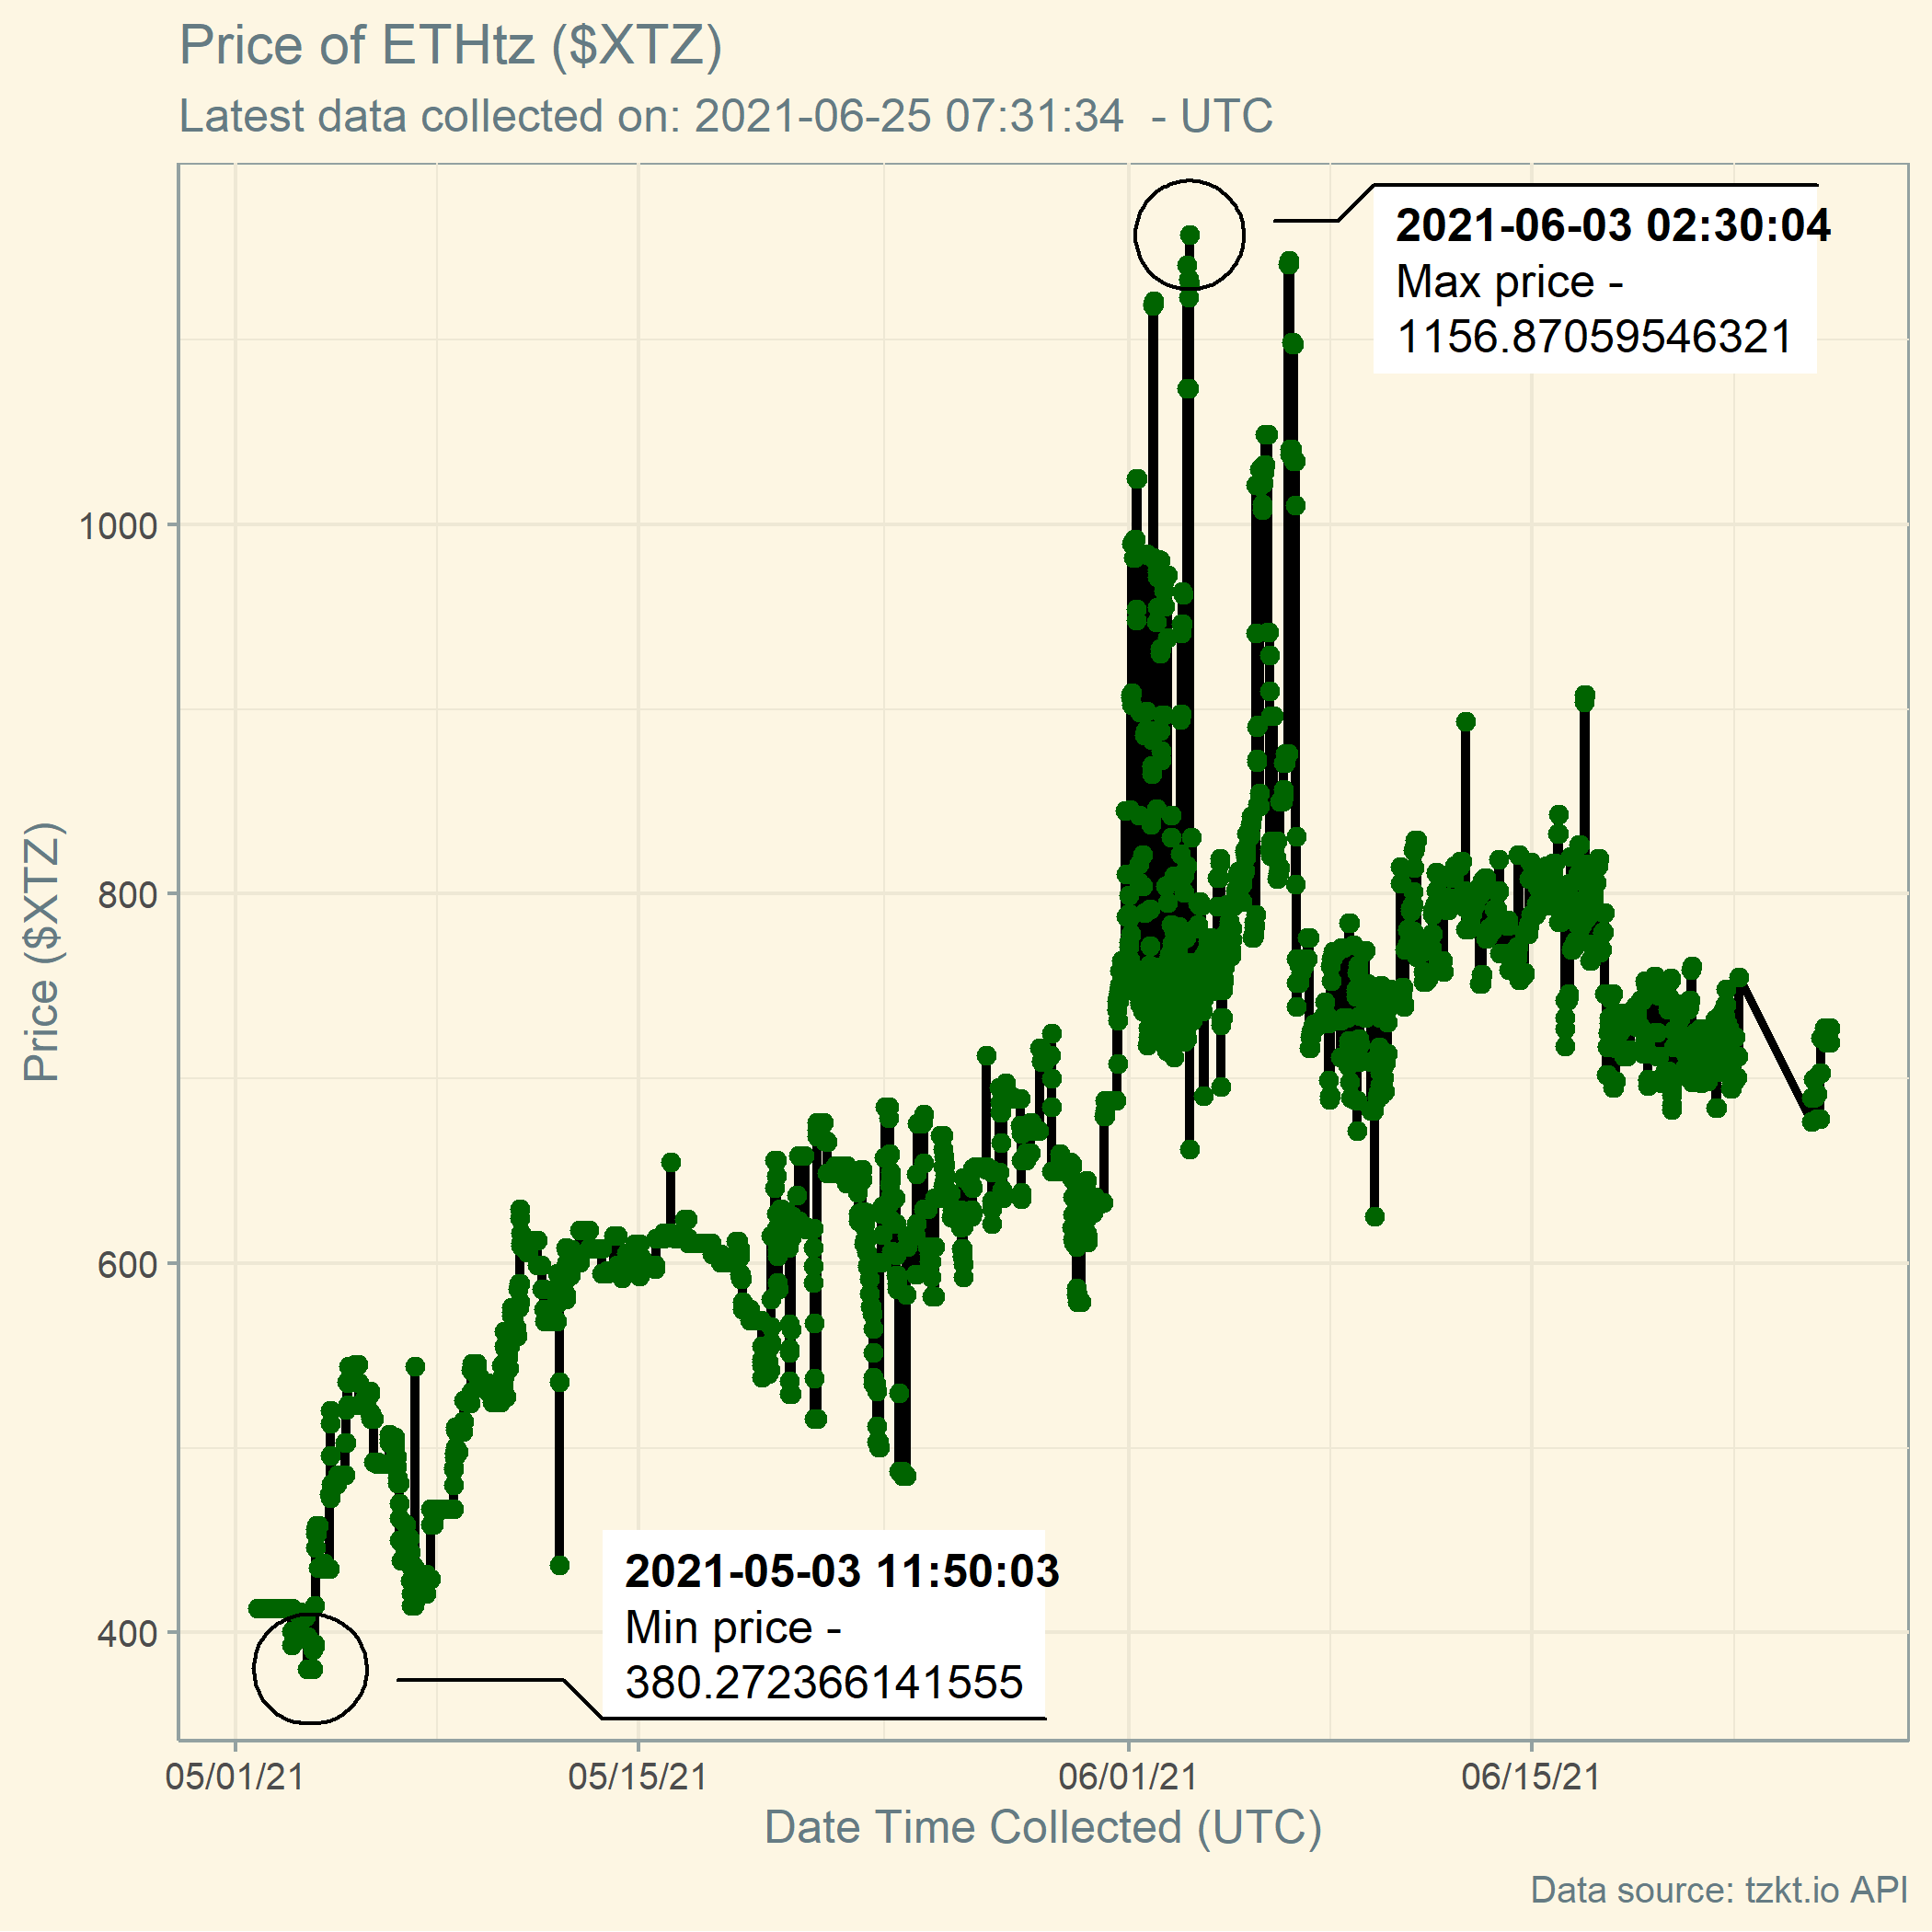 Price of ETHtz ($XTZ)
Latest data collected on: 2021-06-25 07:31:34  - UTC
2021-06-03 02:30:04
Max price -
1156.87059546321
1000
800
600
400
Price ($XTZ)
2021-05-03 11:50:03
Min price -
380.272366141555
05/01/21 05/15/21 06/01/21 06/15/21
Date Time Collected (UTC)
Data source: tzkt.io API